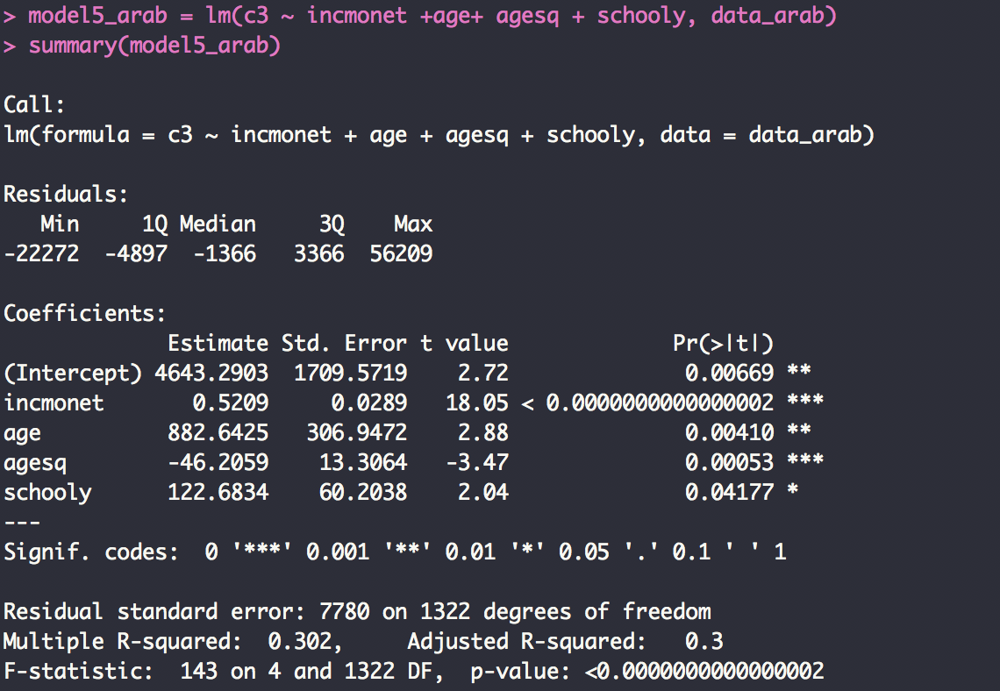 > model5_arab = lm(c3 ~ incmonet +age+ agesq + schooly, data_arab)
> summary(model5_arab)
Call:
lm(formula = c3 ~ incmonet + age + agesq + schooly, data = data_arab)
Residuals:
   Min     1Q Median     3Q    Max
-22272  -4897  -1366   3366  56209
Coefficients:
             Estimate Std. Error t value             Pr(>|t|)
(Intercept) 4643.2903  1709.5719    2.72              0.00669 **
incmonet       0.5209     0.0289   18.05 < 0.0000000000000002 ***
age          882.6425   306.9472    2.88              0.00410 **
agesq        -46.2059    13.3064   -3.47              0.00053 ***
schooly      122.6834    60.2038    2.04              0.04177 *
---
Signif. codes:  0 '***' 0.001 '**' 0.01 '*' 0.05 '.' 0.1 ' ' 1
Residual standard error: 7780 on 1322 degrees of freedom
Multiple R-squared:  0.302,     Adjusted R-squared:   0.3
F-statistic:  143 on 4 and 1322 DF,  p-value: <0.0000000000000002